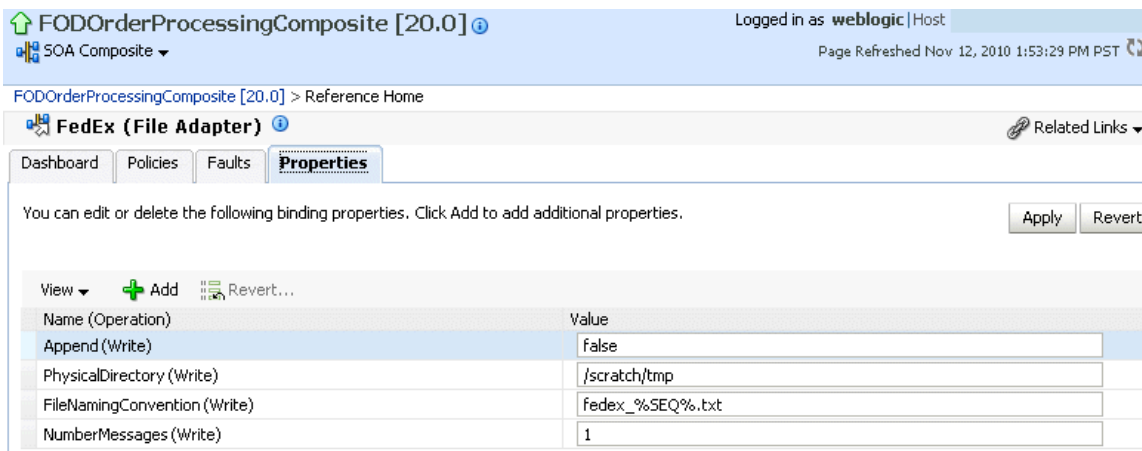 FODOrderProcessingComposite [20.0]
Logged in as weblogic|Host
SOA Composite
Page Refreshed Nov 12, 2010 1:53:29 PM PST
FODOrderProcessingComposite [20.0] > Reference Home
FedEx (File Adapter)
Related Links
Dashboard Policies Faults Properties
You can edit or delete the following binding properties. Click Add to add additional properties.
Apply Revert
View Add Revert...
Name (Operation) Value
Append (Write) false
PhysicalDirectory (Write) /scratch/tmp
FileNamingConvention (Write) fedex_%SEQ%.txt
NumberMessages (Write) 1